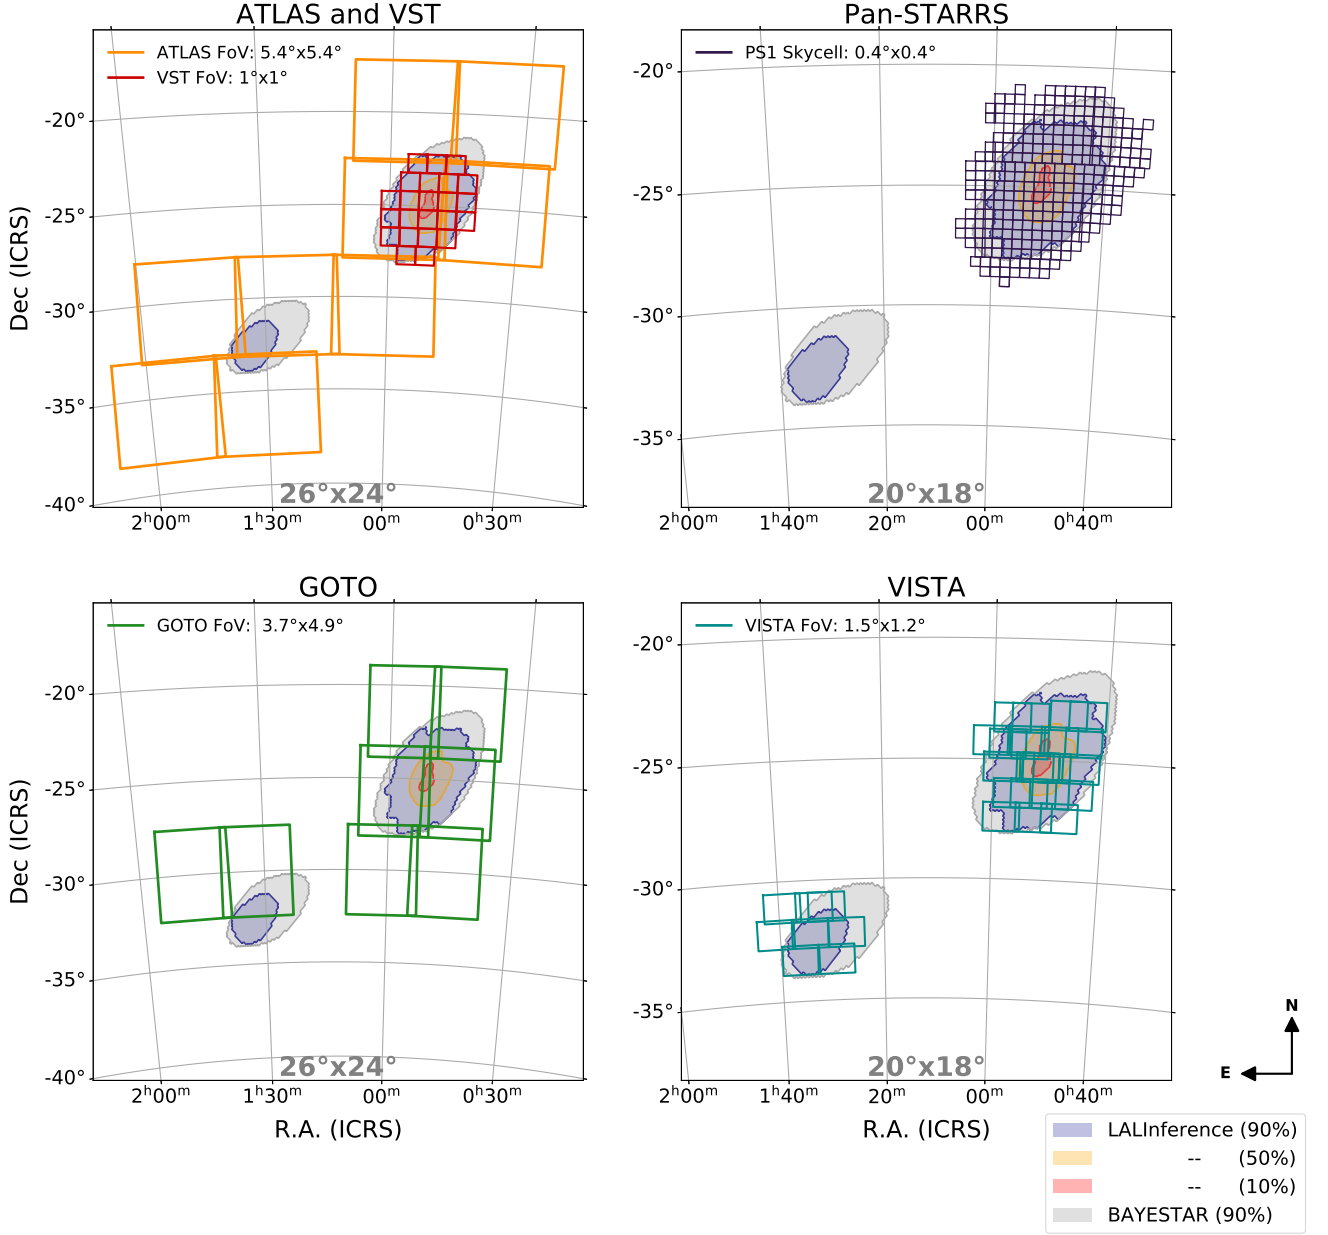 ATLAS and VST
ATLAS FoV: 5.4°x5.4°
VST FoV: 1°x1°
-20°
-25°
-30°
-35°
-40°
Dec (ICRS)
26°x24°
2ʰ00ᵐ 1ʰ30ᵐ 00ᵐ 0ʰ30ᵐ
Pan-STARRS
PS1 Skycell: 0.4°x0.4°
-20°
-25°
-30°
-35°
20°x18°
2ʰ00ᵐ 1ʰ40ᵐ 20ᵐ 00ᵐ 0ʰ40ᵐ
GOTO
GOTO FoV: 3.7°x4.9°
-20°
-25°
-30°
-35°
-40°
Dec (ICRS)
26°x24°
2ʰ00ᵐ 1ʰ30ᵐ 00ᵐ 0ʰ30ᵐ
R.A. (ICRS)
VISTA
VISTA FoV: 1.5°x1.2°
-20°
-25°
-30°
-35°
20°x18°
2ʰ00ᵐ 1ʰ40ᵐ 20ᵐ 00ᵐ 0ʰ40ᵐ
R.A. (ICRS)
N
E
LALInference (90%)
-- (50%)
-- (10%)
BAYESTAR (90%)